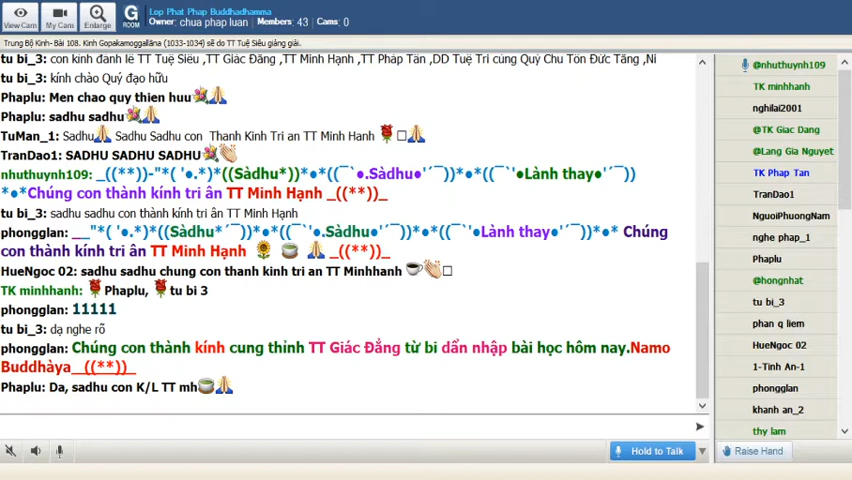 View Cam
My Cams
Enlarge
G
ROOM
Lop Phat Phap Buddhadhamma
Owner: chua phap luan Members: 43 Cams: 0
Trung Bộ Kinh- Bài 108. Kinh Gopakamoggallāna (1033-1034) sẽ do TT Tuệ Siêu giảng giải.
tu bi_3: con kính đảnh lễ TT Tuệ Siêu ,TT Giác Đẳng ,TT Minh Hạnh ,TT Pháp Tân ,DD Tuệ Tri cùng Quý Chu Tôn Đức Tăng ,Ni
tu bi_3: kính chào Quý đạo hữu
Phaplu: Men chao quy thien huu
Phaplu: sadhu sadhu
TuMan_1: Sadhu Sadhu Sadhu con Thanh Kinh Tri an TT Minh Hanh
TranDao1: SADHU SADHU SADHU
nhuthuynh109: _((**))-"*( '●.*)*((Sàdhu*))*●*((¯`●.Sàdhu●'´¯))*●*((¯`'●Lành thay●'´¯))
*●*Chúng con thành kính tri ân TT Minh Hạnh _((**))_
tu bi_3: sadhu sadhu con thành kính tri ân TT Minh Hạnh
phongglan: __"*( '●.*)*((Sàdhu*´¯))*●*((¯`'●.Sàdhu●'´¯))*●*((¯`'●Lành thay●'´¯))*●* Chúng
con thành kính tri ân TT Minh Hạnh _((**))_
HueNgoc 02: sadhu sadhu chung con thanh kinh tri an TT Minhhanh
TK minhhanh: Phaplu, tu bi 3
phongglan: 11111
tu bi_3: dạ nghe rõ
phongglan: Chúng con thành kính cung thỉnh TT Giác Đẳng từ bi dẩn nhập bài học hôm nay.Namo
Buddhàya_((**))_
Phaplu: Da, sadhu con K/L TT mh
Hold to Talk
Raise Hand
@nhuthuynh109
TK minhhanh
nghilai2001
@TK Giac Dang
@Lang Gia Nguyet
TK Phap Tan
TranDao1
NguoiPhuongNam
nghe phap_1
Phaplu
@hongnhat
tu bi_3
phan q liem
HueNgoc 02
1-Tinh An-1
phongglan
khanh an_2
thy lam